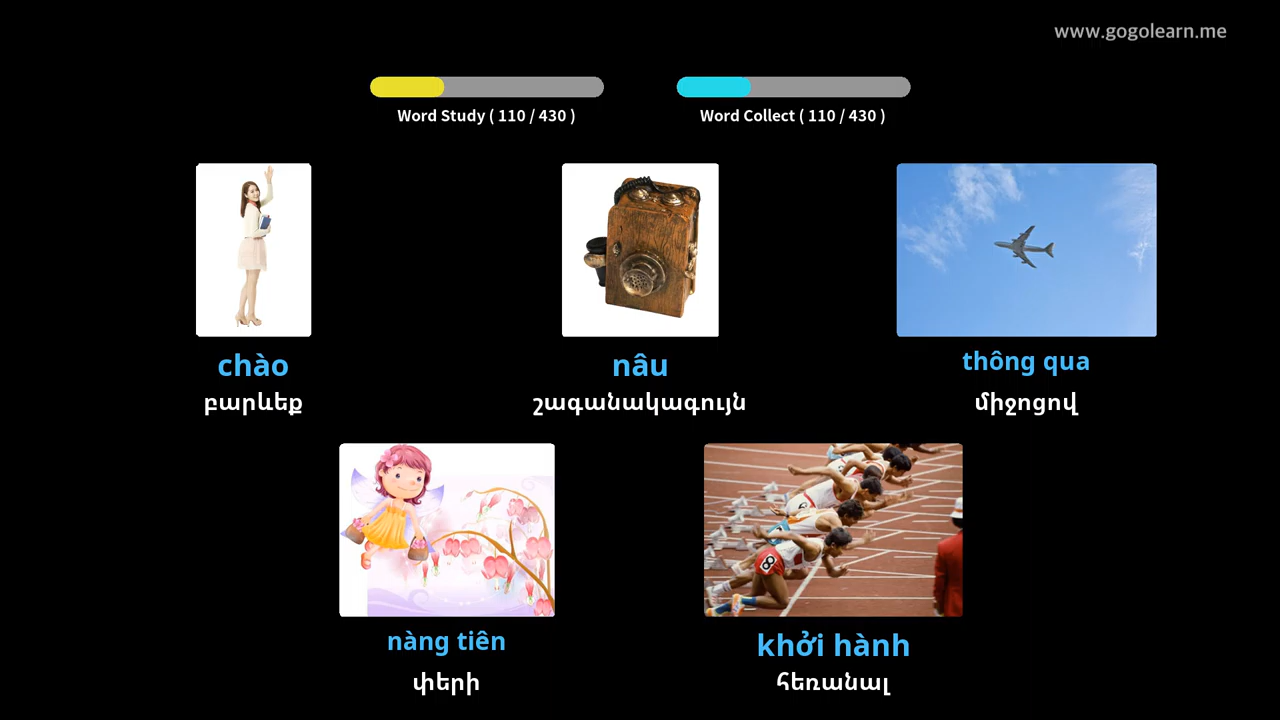 www.gogolearn.me
Word Study ( 110 / 430 )
Word Collect ( 110 / 430 )
chào
բարևեք
nâu
շագանակագույն
thông qua
միջոցով
nàng tiên
փերի
khởi hành
հեռանալ